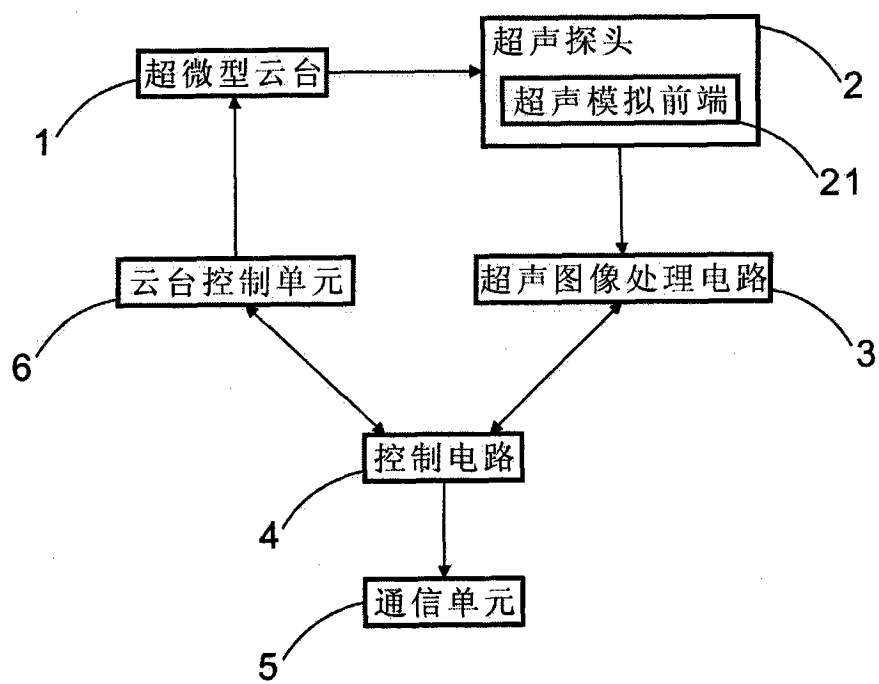 超声探头
超微型云台
2
超声模拟前端
1
21
云台控制单元
超声图像处理电路
6
3
控制电路
4
通信单元
5